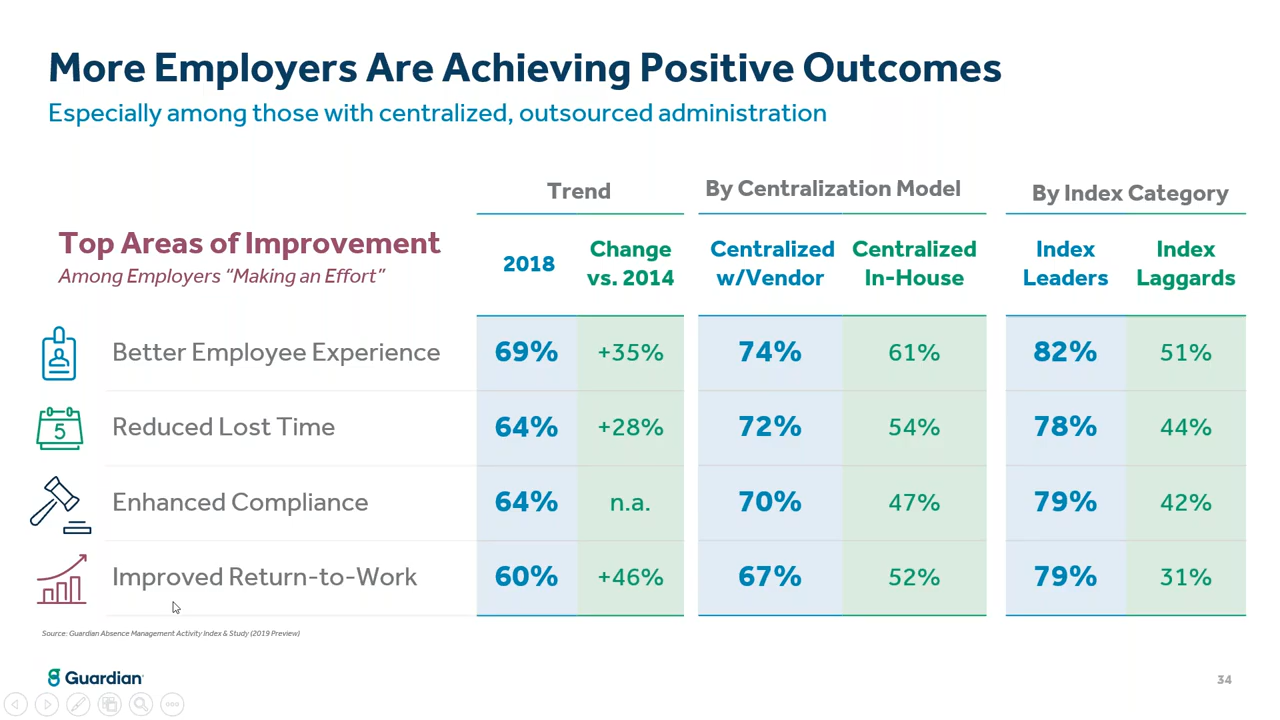 More Employers Are Achieving Positive Outcomes
Especially among those with centralized, outsourced administration
Trend
By Centralization Model
By Index Category
Top Areas of Improvement
Among Employers “Making an Effort”
2018
Change
vs. 2014
Centralized
w/Vendor
Centralized
In-House
Index
Leaders
Index
Laggards
Better Employee Experience 69% +35% 74% 61% 82% 51%
5
Reduced Lost Time 64% +28% 72% 54% 78% 44%
Enhanced Compliance 64% n.a. 70% 47% 79% 42%
Improved Return-to-Work 60% +46% 67% 52% 79% 31%
Source: Guardian Absence Management Activity Index & Study (2019 Preview)
Guardian
34